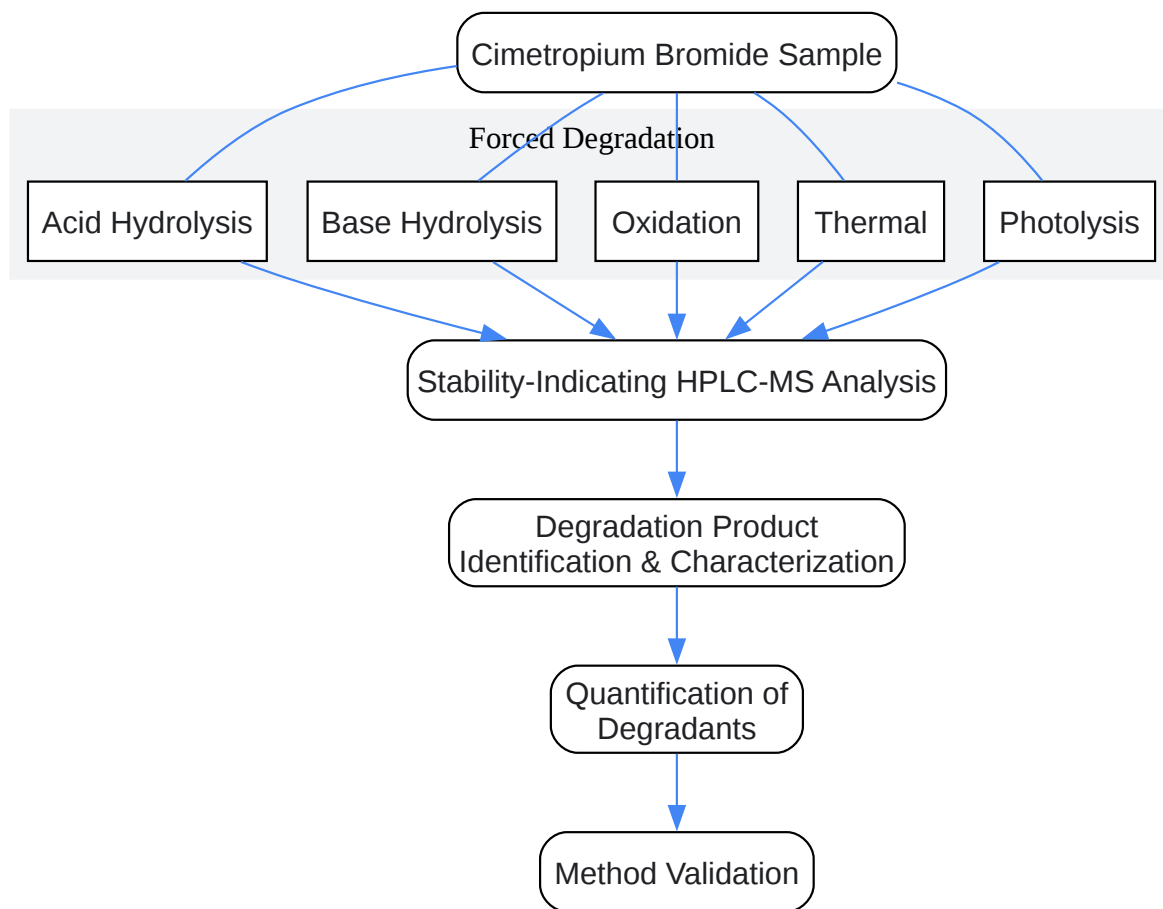 Cimetropium Bromide Sample
Forced Degradation
Acid Hydrolysis
Base Hydrolysis
Oxidation
Thermal
Photolysis
Stability-Indicating HPLC-MS Analysis
Degradation Product
Identification & Characterization
Quantification of
Degradants
Method Validation